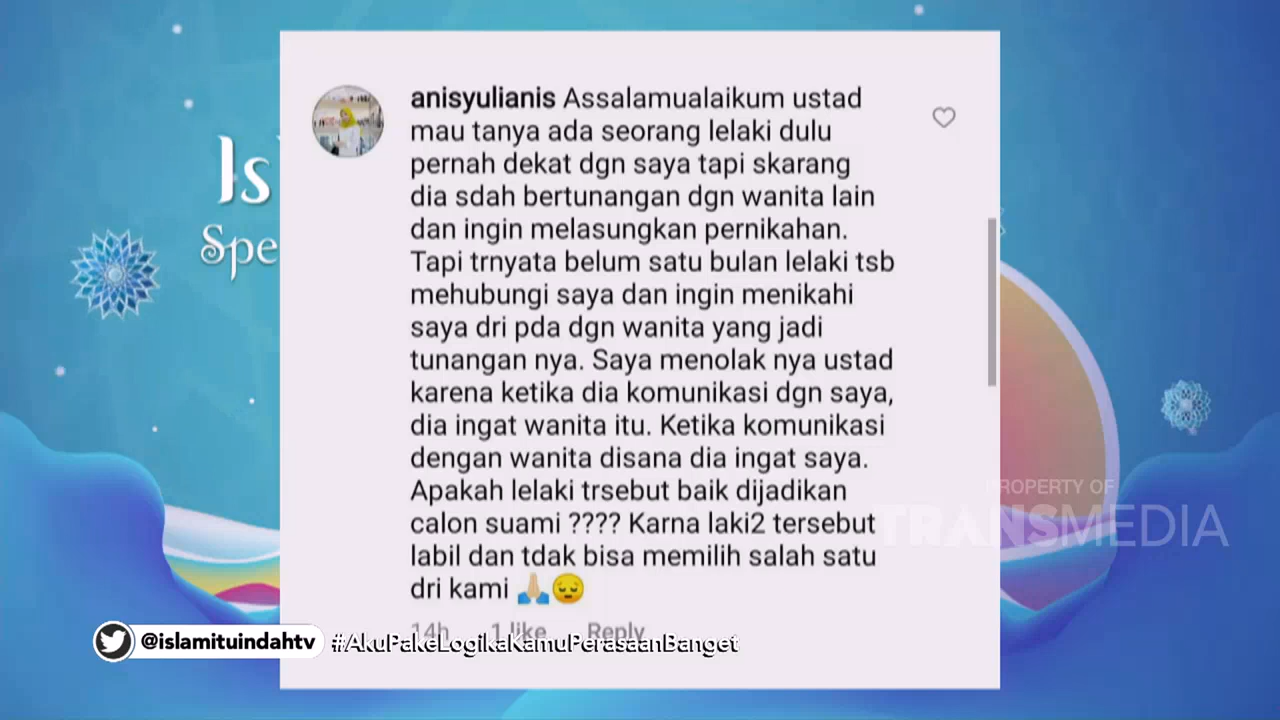 Is
Spe
anisyulianis Assalamualaikum ustad
mau tanya ada seorang lelaki dulu
pernah dekat dgn saya tapi skarang
dia sdah bertunangan dgn wanita lain
dan ingin melasungkan pernikahan.
Tapi trnyata belum satu bulan lelaki tsb
mehubungi saya dan ingin menikahi
saya dri pda dgn wanita yang jadi
tunangan nya. Saya menolak nya ustad
karena ketika dia komunikasi dgn saya,
dia ingat wanita itu. Ketika komunikasi
dengan wanita disana dia ingat saya.
Apakah lelaki trsebut baik dijadikan
calon suami ???? Karna laki2 tersebut
labil dan tdak bisa memilih salah satu
dri kami 🙏🏼😔
14h 1 like Reply
@islamituindahtv #AkuPakeLogikaKamuPerasaanBanget
PROPERTY OF
TRANSMEDIA